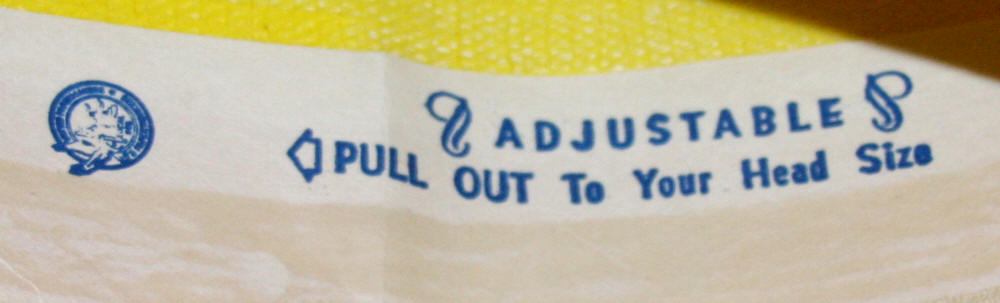 ADJUSTABLE
PULL OUT To Your Head Size